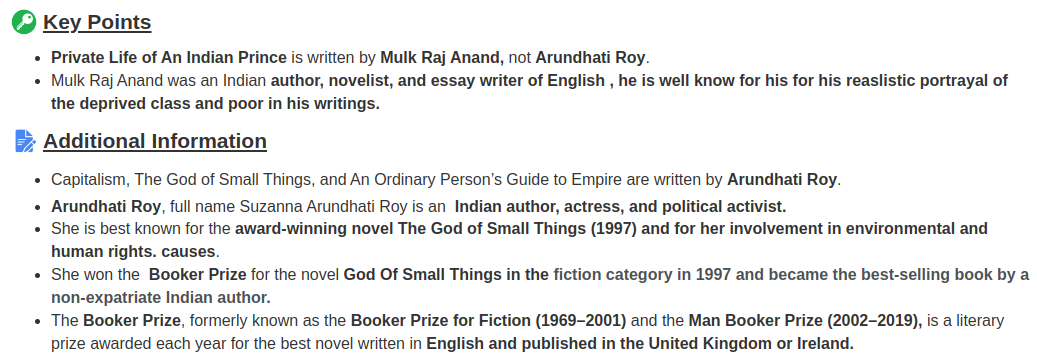 Key Points
Private Life of An Indian Prince is written by Mulk Raj Anand, not Arundhati Roy.
Mulk Raj Anand was an Indian author, novelist, and essay writer of English , he is well know for his for his reaslistic portrayal of
the deprived class and poor in his writings.
Additional Information
Capitalism, The God of Small Things, and An Ordinary Person’s Guide to Empire are written by Arundhati Roy.
Arundhati Roy, full name Suzanna Arundhati Roy is an Indian author, actress, and political activist.
She is best known for the award-winning novel The God of Small Things (1997) and for her involvement in environmental and
human rights. causes.
She won the Booker Prize for the novel God Of Small Things in the fiction category in 1997 and became the best-selling book by a
non-expatriate Indian author.
The Booker Prize, formerly known as the Booker Prize for Fiction (1969–2001) and the Man Booker Prize (2002–2019), is a literary
prize awarded each year for the best novel written in English and published in the United Kingdom or Ireland.